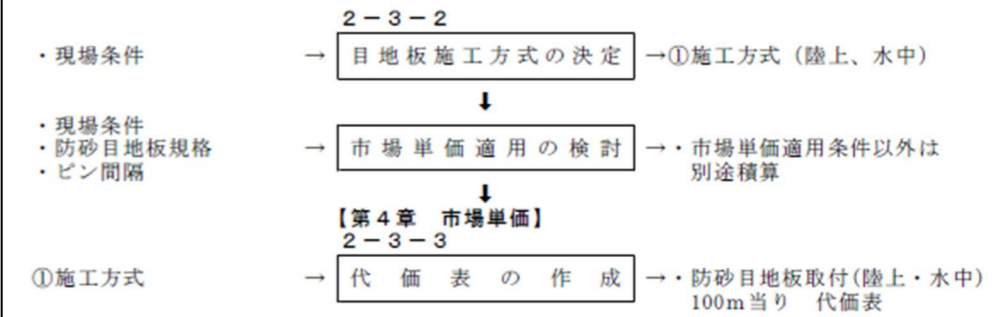 2－3－2
・現場条件 → 目地板施工方式の決定 →①施工方式（陸上、水中）
⬇
・現場条件
・防砂目地板規格 → 市場単価適用の検討 →・市場単価適用条件以外は
・ピン間隔 別途積算
⬇
【第4章 市場単価】
2－3－3
①施工方式 → 代価表の作成 →・防砂目地板取付(陸上・水中)
100m当り 代価表